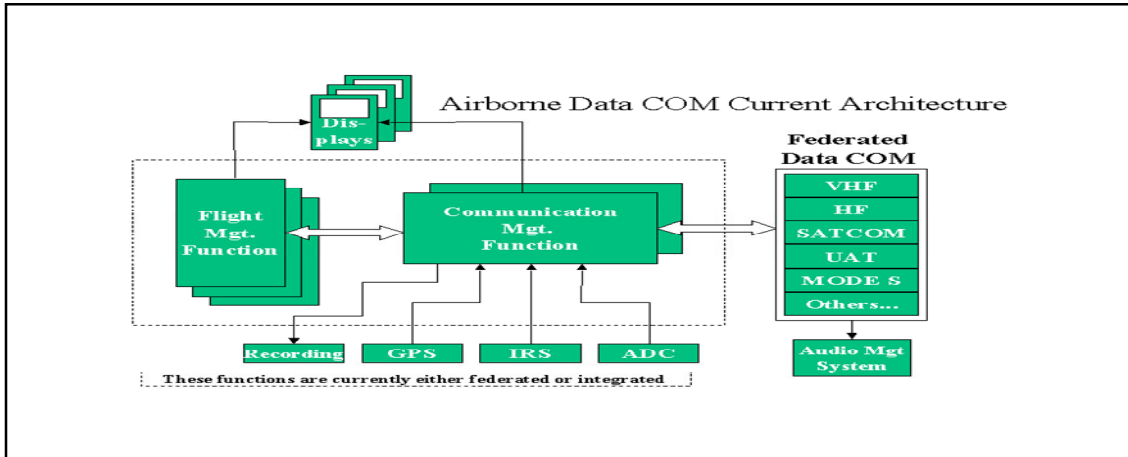 Airborne Data COM Current Architecture
Dis-
plays
Federated
Data COM
Flight
Mgt.
Function
Communication
Mgt.
Function
VHF
HF
SATCOM
UAT
MODE S
Others...
Recording
GPS
IRS
ADC
Audio Mgt
System
These functions are currently either federated or integrated